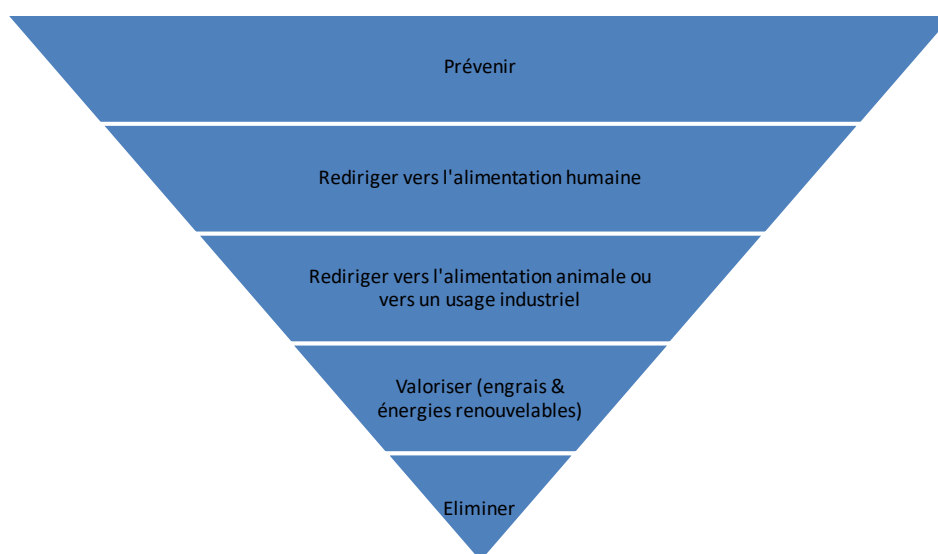 Prévenir
Rediriger vers l'alimentation humaine
Rediriger vers l'alimentation animale ou
vers un usage industriel
Valoriser (engrais &
énergies renouvelables)
Eliminer